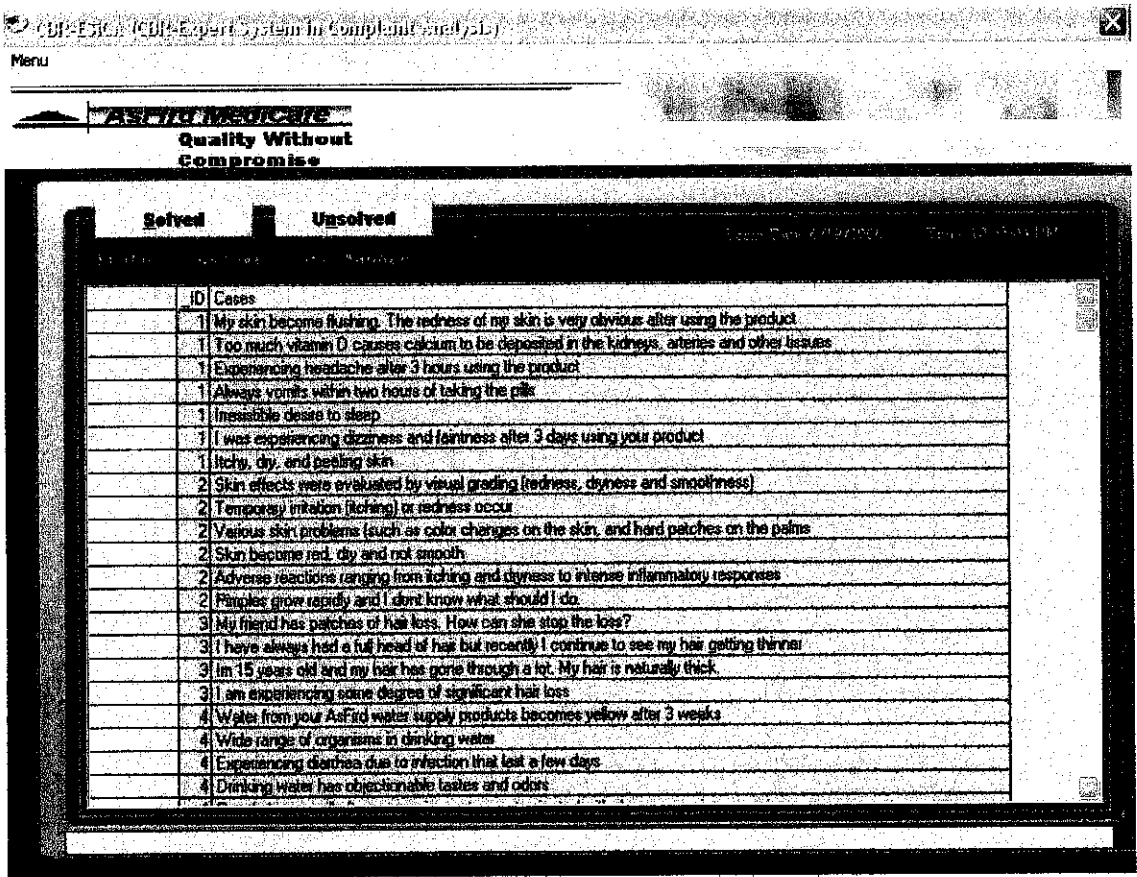 CBR-ESICA (CBR-Expert System in Complaint Analysis)
Menu
AsFird Medicare
Quality Without
Compromise
Solved Unsolved
_ID Cases
1 My skin become flushing. The redness of my skin is very obvious after using the product
1 Too much vitamin D causes calcium to be deposited in the kidneys, arteries and other tissues
1 Experiencing headache after 3 hours using the product
1 Always vomits within two hours of taking the pills
1 Irresistible desire to sleep
1 I was experiencing dizziness and faintness after 3 days using your product
1 Itchy, dry, and peeling skin
2 Skin effects were evaluated by visual grading (redness, dryness and smoothness)
2 Temporary irritation (itching) or redness occur
2 Various skin problems (such as color changes on the skin, and hard patches on the palms
2 Skin become red, dry and not smooth
2 Adverse reactions ranging from itching and dryness to intense inflammatory responses
2 Pimples grow rapidly and I dont know what should I do.
3 My friend has patches of hair loss. How can she stop the loss?
3 I have always had a full head of hair but recently I continue to see my hair getting thinner
3 Im 15 years old and my hair has gone through a lot. My hair is naturally thick.
3 I am experiencing some degree of significant hair loss
4 Water from your AsFird water supply products becomes yellow after 3 weeks
4 Wide range of organisms in drinking water
4 Experiencing diarrhea due to infection that last a few days
4 Drinking water has objectionable tastes and odors